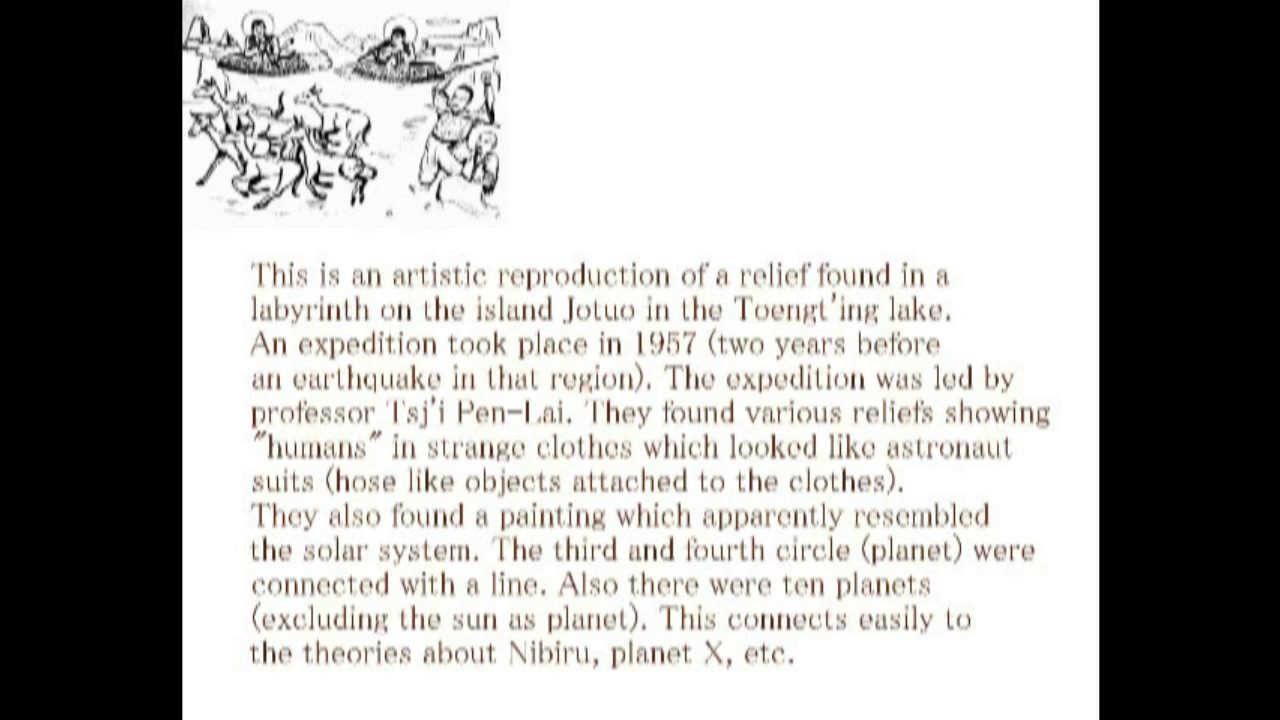 This is an artistic reproduction of a relief found in a
labyrinth on the island Jotuo in the Toengt'ing lake.
An expedition took place in 1957 (two years before
an earthquake in that region). The expedition was led by
professor Tsj'i Pen-Lai. They found various reliefs showing
"humans" in strange clothes which looked like astronaut
suits (hose like objects attached to the clothes).
They also found a painting which apparently resembled
the solar system. The third and fourth circle (planet) were
connected with a line. Also there were ten planets
(excluding the sun as planet). This connects easily to
the theories about Nibiru, planet X, etc.